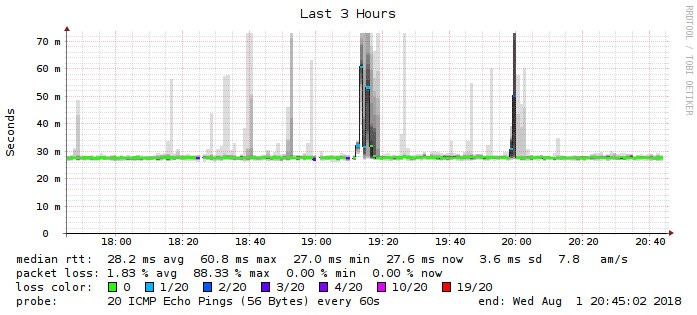 Last 3 Hours
RRDTOOL / TOBI OETIKER
Seconds
70 m
60 m
50 m
40 m
30 m
20 m
10 m
0
18:00 18:20 18:40 19:00 19:20 19:40 20:00 20:20 20:40
median rtt: 28.2 ms avg 60.8 ms max 27.0 ms min 27.6 ms now 3.6 ms sd 7.8 am/s
packet loss: 1.83 % avg 88.33 % max 0.00 % min 0.00 % now
loss color: 0 1/20 2/20 3/20 4/20 10/20 19/20
probe: 20 ICMP Echo Pings (56 Bytes) every 60s end: Wed Aug 1 20:45:02 2018